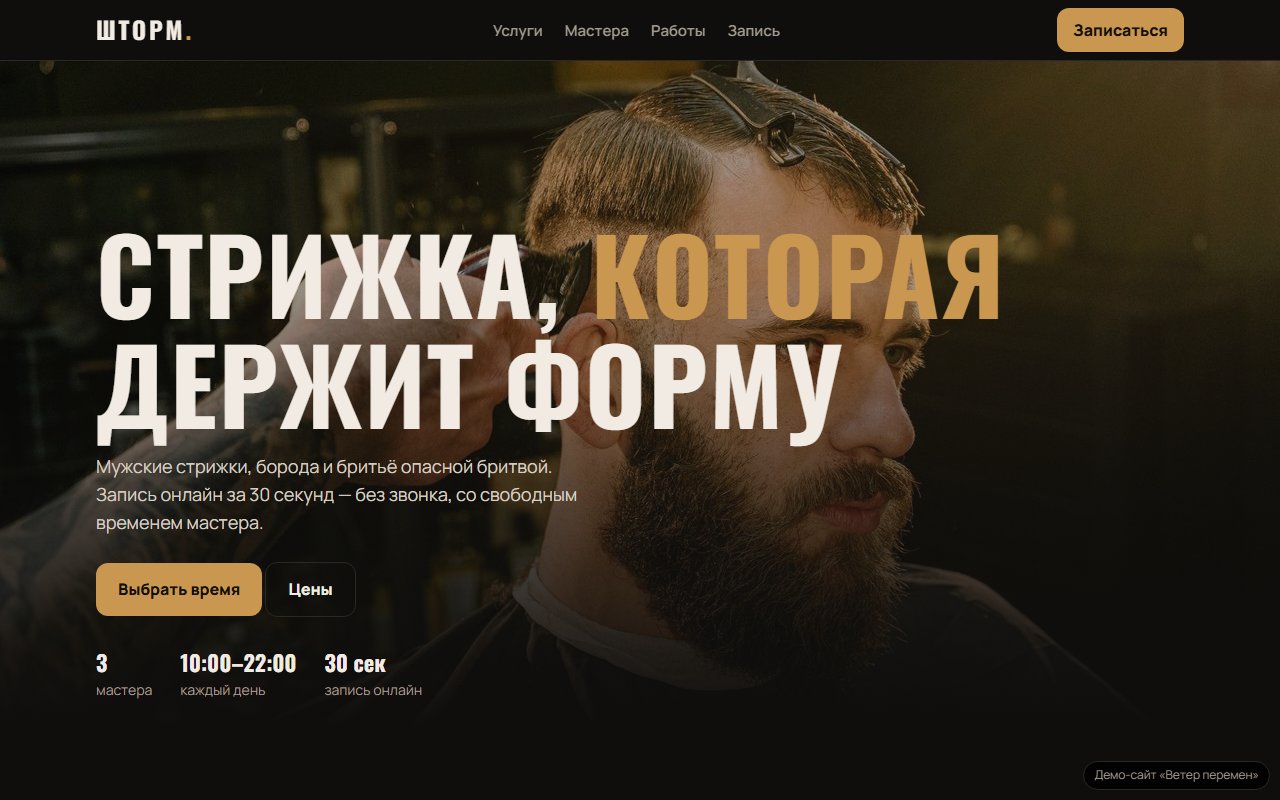 ШТОРМ.
Услуги Мастера Работы Запись
Записаться
СТРИЖКА, КОТОРАЯ
ДЕРЖИТ ФОРМУ
Мужские стрижки, борода и бритьё опасной бритвой.
Запись онлайн за 30 секунд — без звонка, со свободным
временем мастера.
Выбрать время Цены
3 10:00–22:00 30 сек
мастера каждый день запись онлайн
Демо-сайт «Ветер перемен»